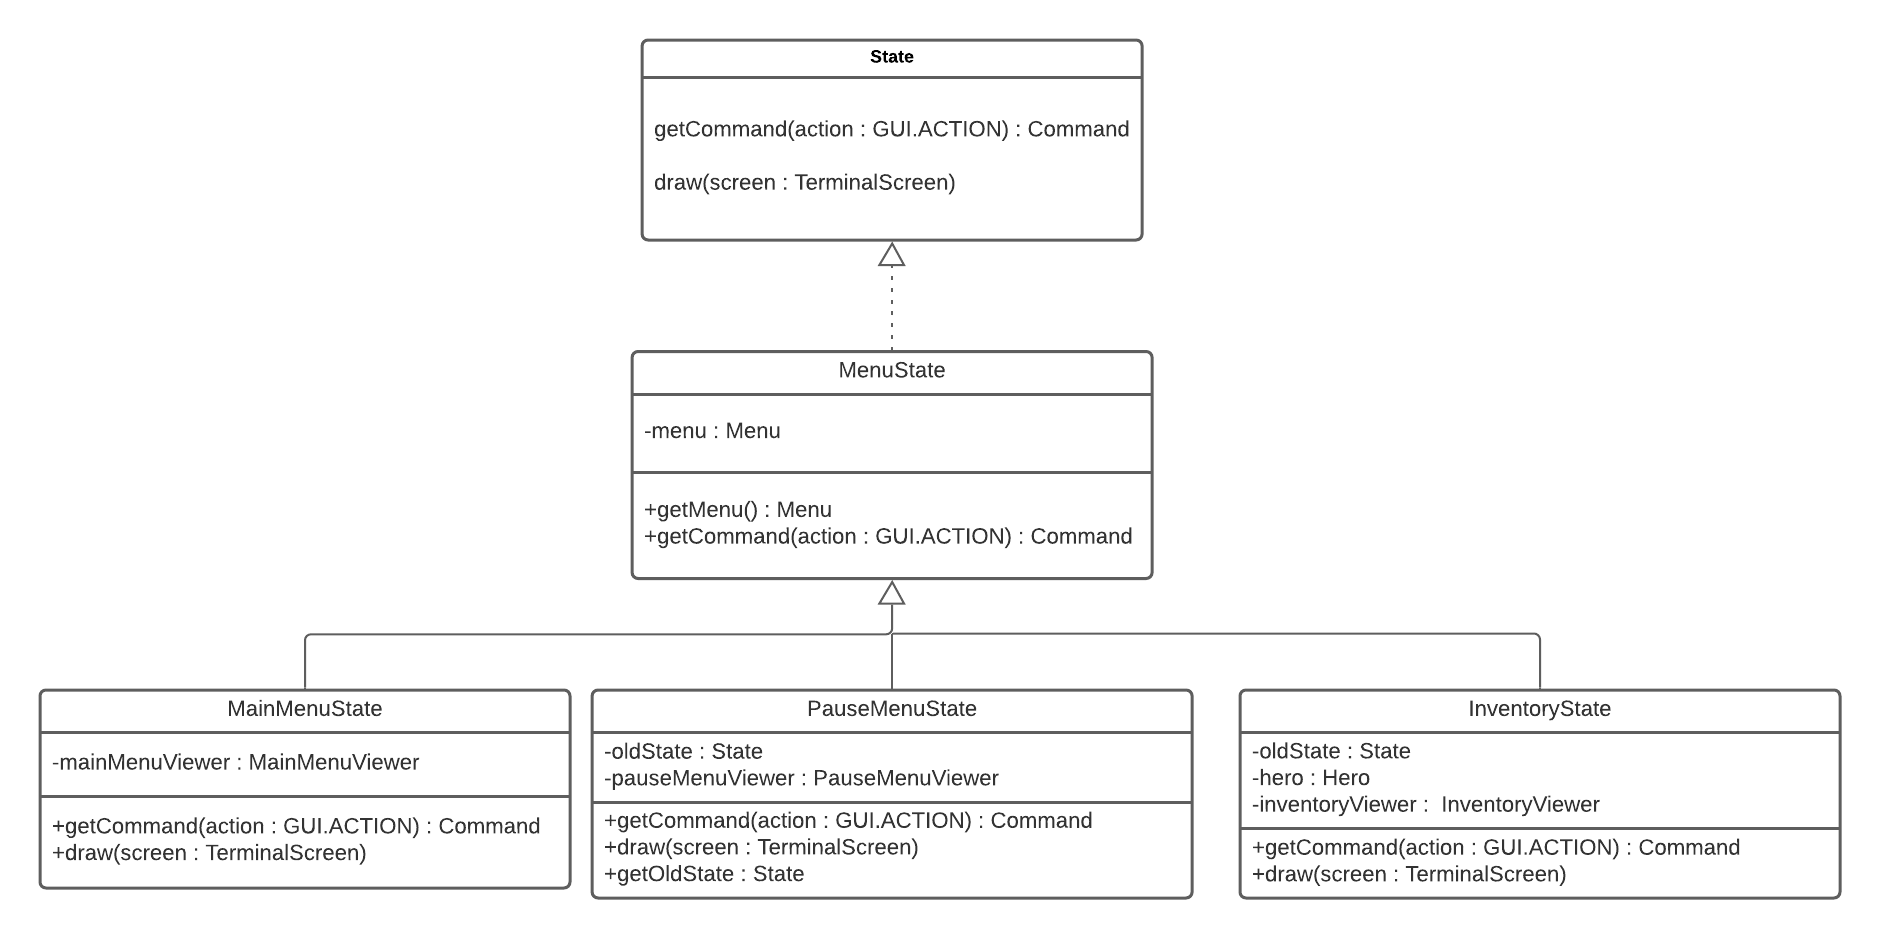 State
getCommand(action : GUI.ACTION) : Command
draw(screen : TerminalScreen)
MenuState
-menu : Menu
+getMenu() : Menu
+getCommand(action : GUI.ACTION) : Command
MainMenuState
-mainMenuViewer : MainMenuViewer
+getCommand(action : GUI.ACTION) : Command
+draw(screen : TerminalScreen)
PauseMenuState
-oldState : State
-pauseMenuViewer : PauseMenuViewer
+getCommand(action : GUI.ACTION) : Command
+draw(screen : TerminalScreen)
+getOldState : State
InventoryState
-oldState : State
-hero : Hero
-inventoryViewer :  InventoryViewer
+getCommand(action : GUI.ACTION) : Command
+draw(screen : TerminalScreen)